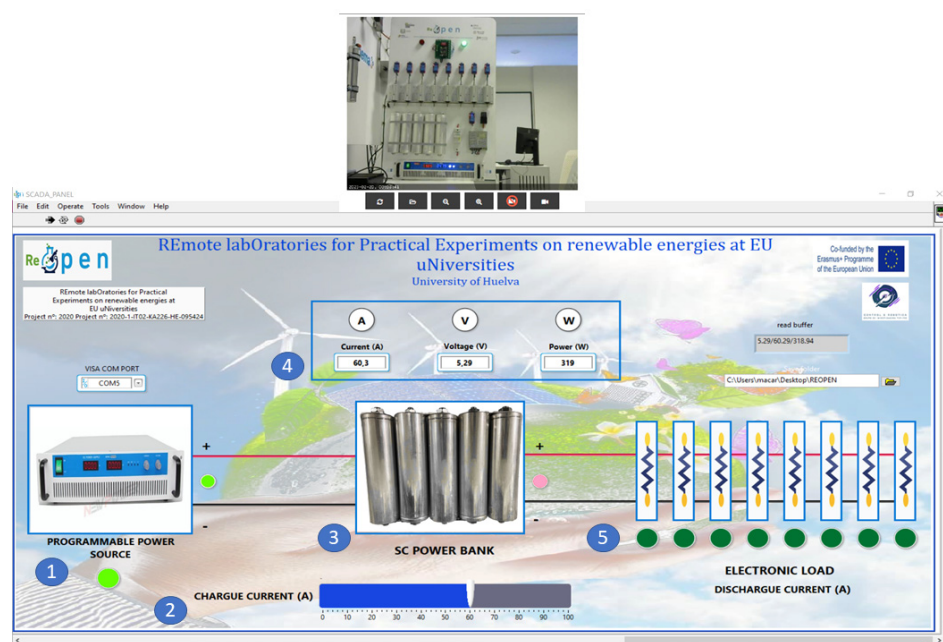 Re pen
SCADA_PANEL
File Edit Operate Tools Window Help
Re pen
REmote labOratories for Practical Experiments on renewable energies at EU
uNiversities
University of Huelva
Co-funded by the
Erasmus+ Programme
of the European Union
REmote labOratories for Practical
Experiments on renewable energies at
EU uNiversities
Project nº: 2020 Project nº: 2020-1-IT02-KA226-HE-095424
A
V
W
Current (A)
Voltage (V)
Power (W)
60,3
5,29
319
4
read buffer
5.29/60.29/318.94
VISA COM PORT
COM5
C:\Users\macar\Desktop\REOPEN
+
+
-
-
PROGRAMMABLE POWER
SOURCE
1
3
SC POWER BANK
5
ELECTRONIC LOAD
DISCHARGUE CURRENT (A)
2
CHARGUE CURRENT (A)
0 10 20 30 40 50 60 70 80 90 100